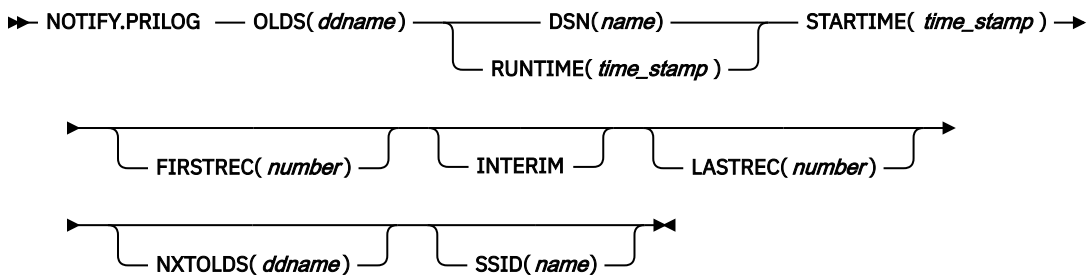 NOTIFY.PRILOG OLDS( ddname) DSN( name) STARTIME( time_stamp )
RUNTIME( time_stamp )
FIRSTREC( number) INTERIM LASTREC( number)
NXTOLDS( ddname) SSID( name)